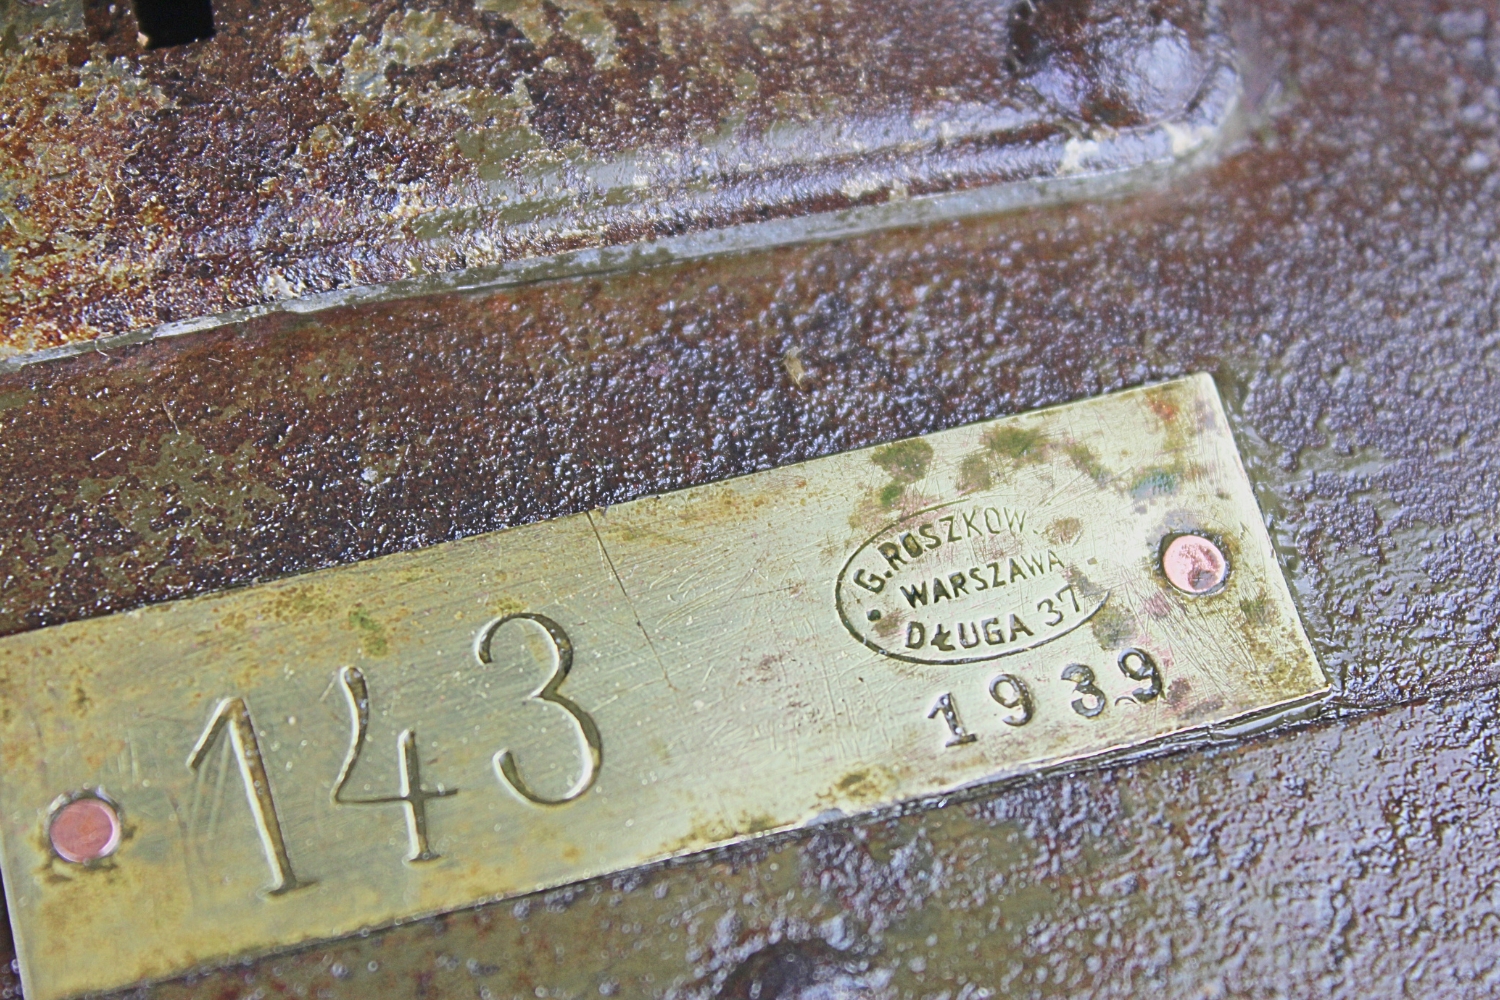 143
G. ROSZKOW.
WARSZAWA
DŁUGA 37
1939